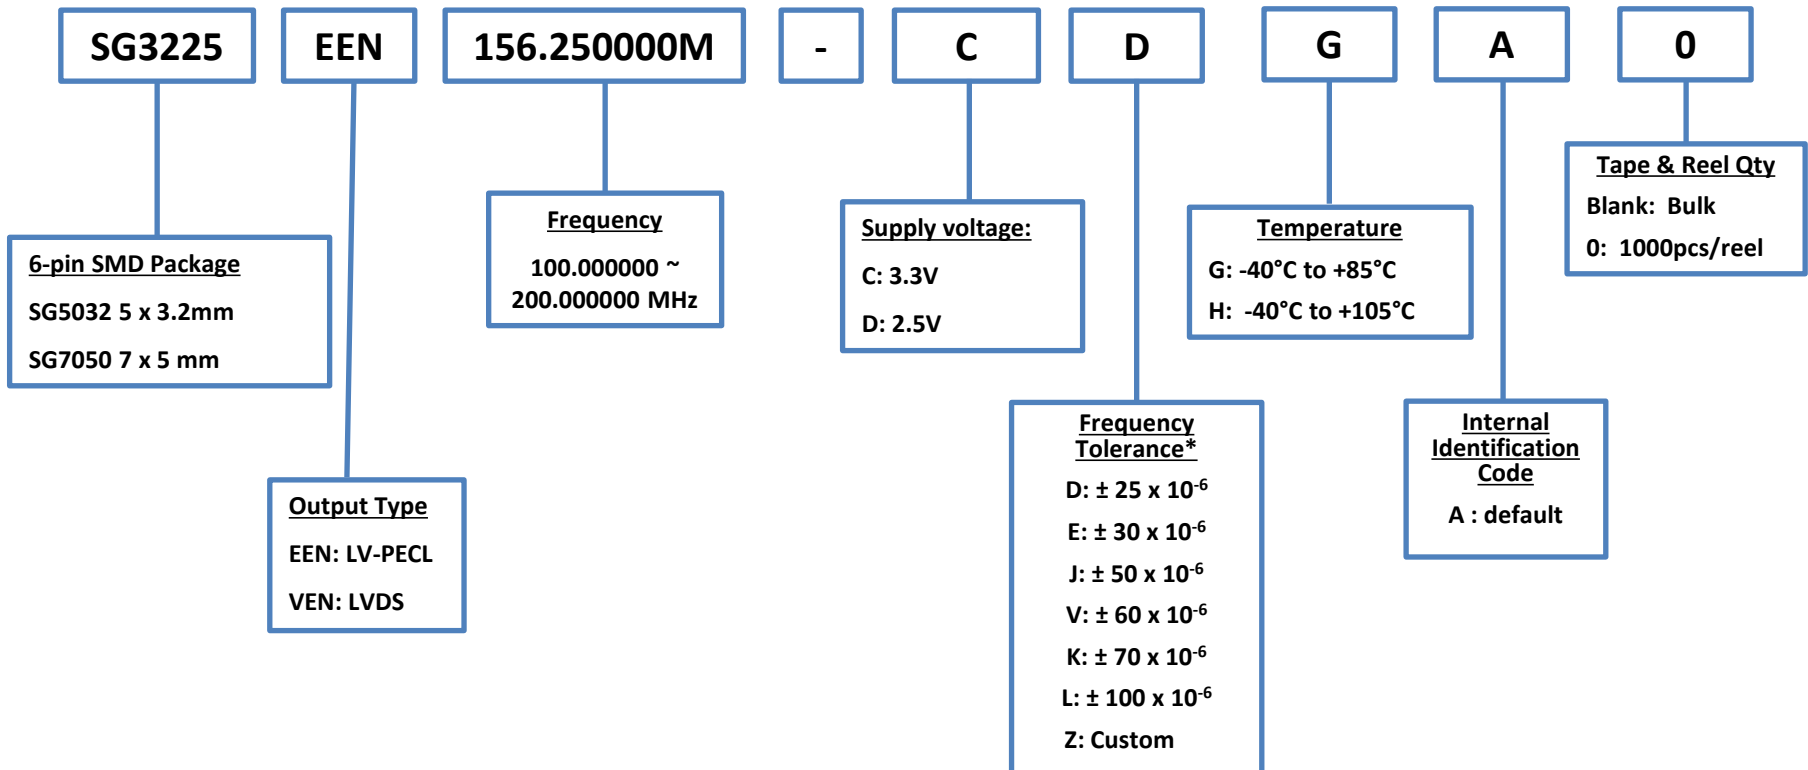 SG3225 EEN 156.250000M - C D G A 0
6-pin SMD Package
SG5032 5 x 3.2mm
SG7050 7 x 5 mm
Output Type
EEN: LV-PECL
VEN: LVDS
Frequency
100.000000 ~
200.000000 MHz
Supply voltage:
C: 3.3V
D: 2.5V
Frequency
Tolerance*
D: ± 25 x 10⁻⁶
E: ± 30 x 10⁻⁶
J: ± 50 x 10⁻⁶
V: ± 60 x 10⁻⁶
K: ± 70 x 10⁻⁶
L: ± 100 x 10⁻⁶
Z: Custom
Temperature
G: -40°C to +85°C
H: -40°C to +105°C
Internal
Identification
Code
A : default
Tape & Reel Qty
Blank: Bulk
0: 1000pcs/reel